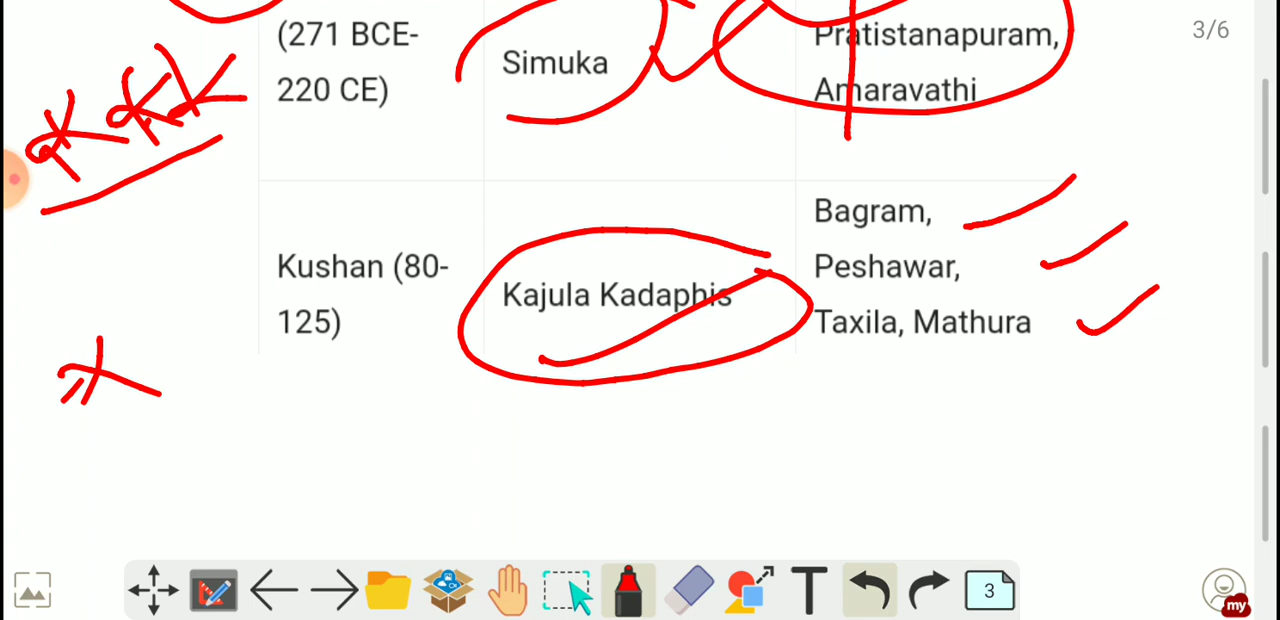 3/6
(271 BCE-
220 CE)
Simuka
Pratistanapuram,
Amaravathi
Kushan (80-
125)
Kajula Kadaphis
Bagram,
Peshawar,
Taxila, Mathura
T
3
my